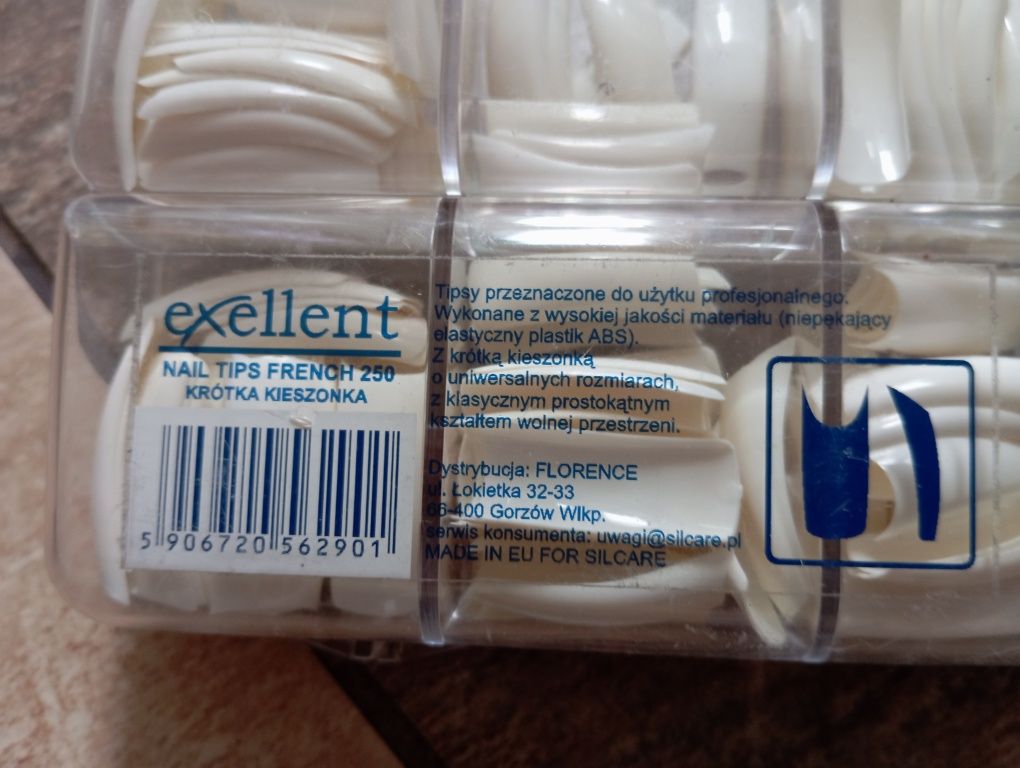 exellent
NAIL TIPS FRENCH 250
KRÓTKA KIESZONKA
5 906720 562901
Tipsy przeznaczone do użytku profesjonalnego.
Wykonane z wysokiej jakości materiału (niepękający
elastyczny plastik ABS).
Z krótką kieszonką
o uniwersalnych rozmiarach,
z klasycznym prostokątnym
kształtem wolnej przestrzeni.
Dystrybucja: FLORENCE
ul. Łokietka 32-33
66-400 Gorzów Wlkp.
serwis konsumenta: uwagi@silcare.pl
MADE IN EU FOR SILCARE